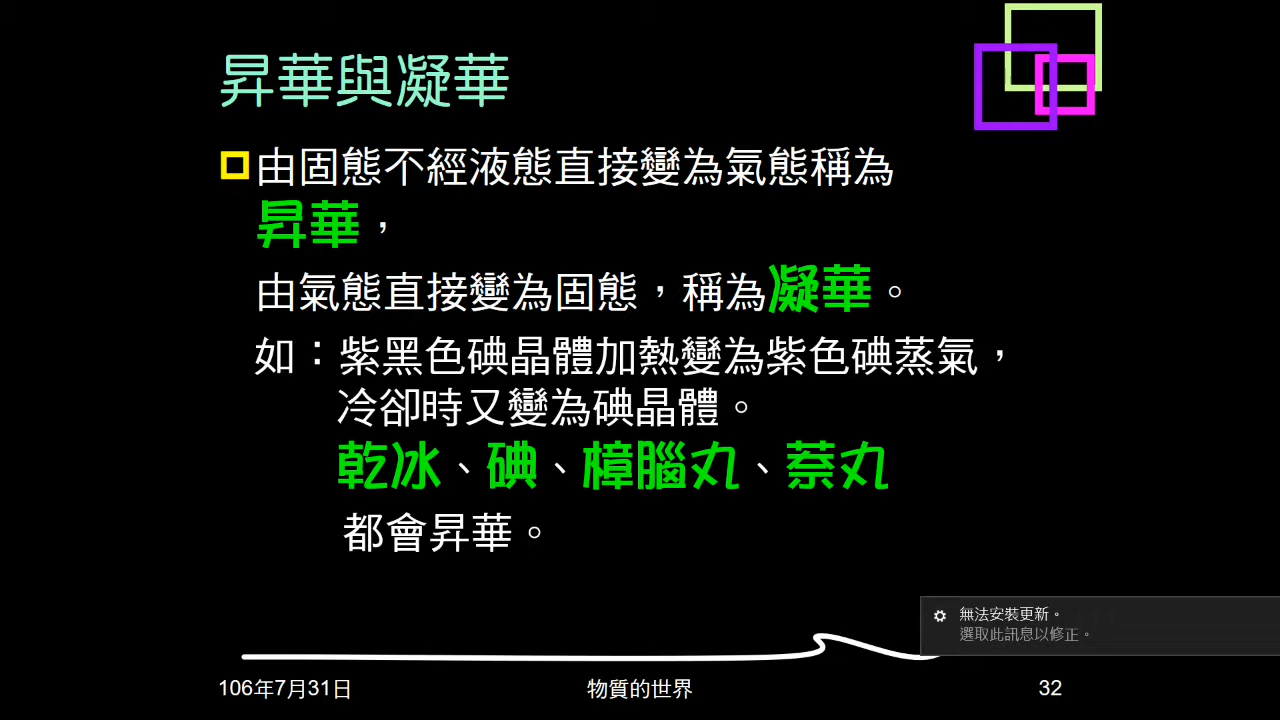 昇華與凝華
由固態不經液態直接變為氣態稱為
昇華，
由氣態直接變為固態，稱為凝華。
如：紫黑色碘晶體加熱變為紫色碘蒸氣，
冷卻時又變為碘晶體。
乾冰、碘、樟腦丸、萘丸
都會昇華。
無法安裝更新。
選取此訊息以修正。
106年7月31日
物質的世界
32